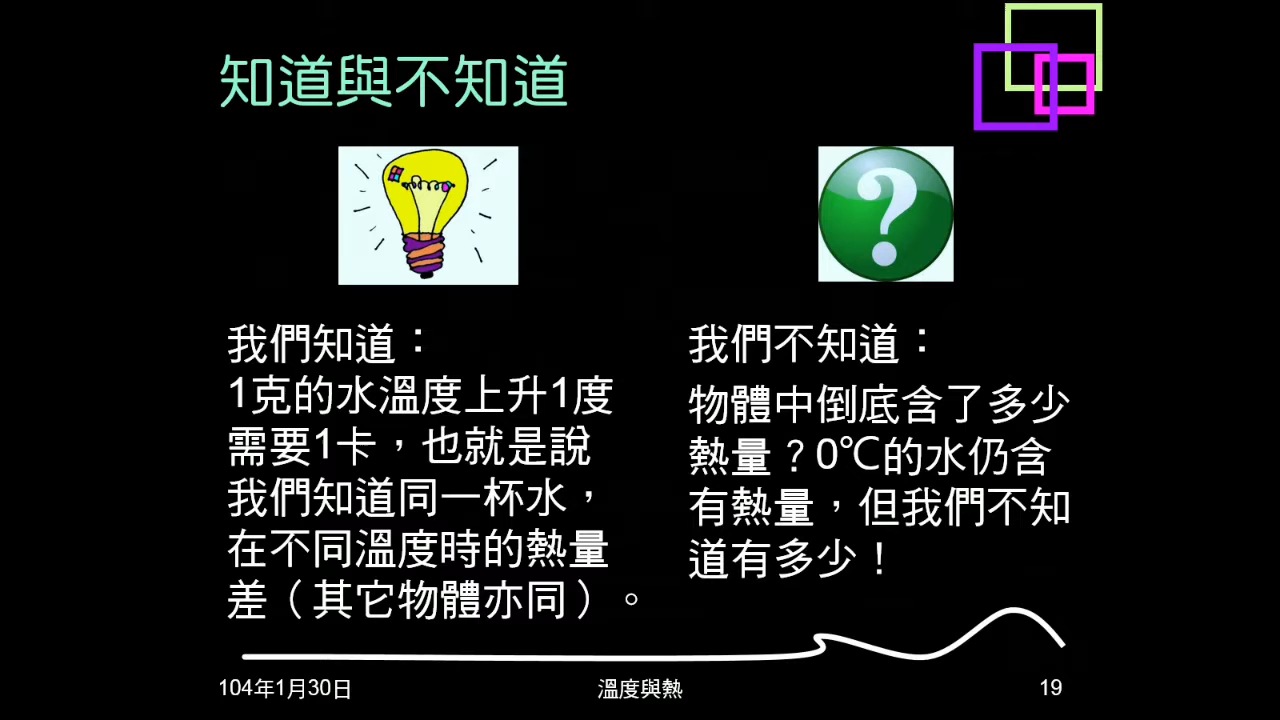 知道與不知道
我們知道：
1克的水溫度上升1度
需要1卡，也就是說
我們知道同一杯水，
在不同溫度時的熱量
差（其它物體亦同）。
我們不知道：
物體中倒底含了多少
熱量？0℃的水仍含
有熱量，但我們不知
道有多少！
104年1月30日
溫度與熱
19